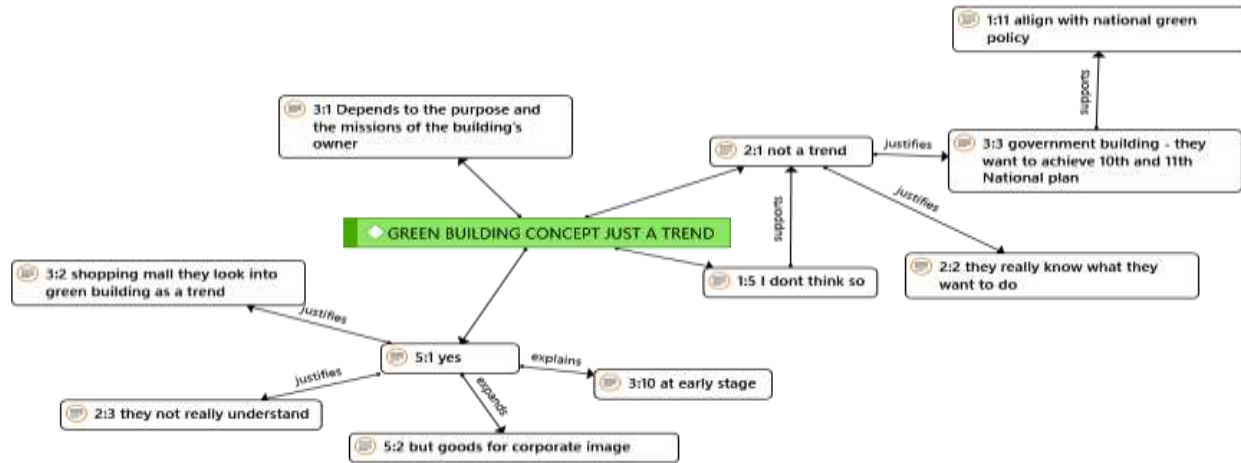 1:11 allign with national green
policy
supports
3:1 Depends to the purpose and
the missions of the building's
owner
2:1 not a trend
justifies
3:3 government building - they
want to achieve 10th and 11th
National plan
justifies
supports
GREEN BUILDING CONCEPT JUST A TREND
3:2 shopping mall they look into
green building as a trend
1:5 I dont think so
2:2 they really know what they
want to do
justifies
5:1 yes
explains
3:10 at early stage
justifies
expands
2:3 they not really understand
5:2 but goods for corporate image